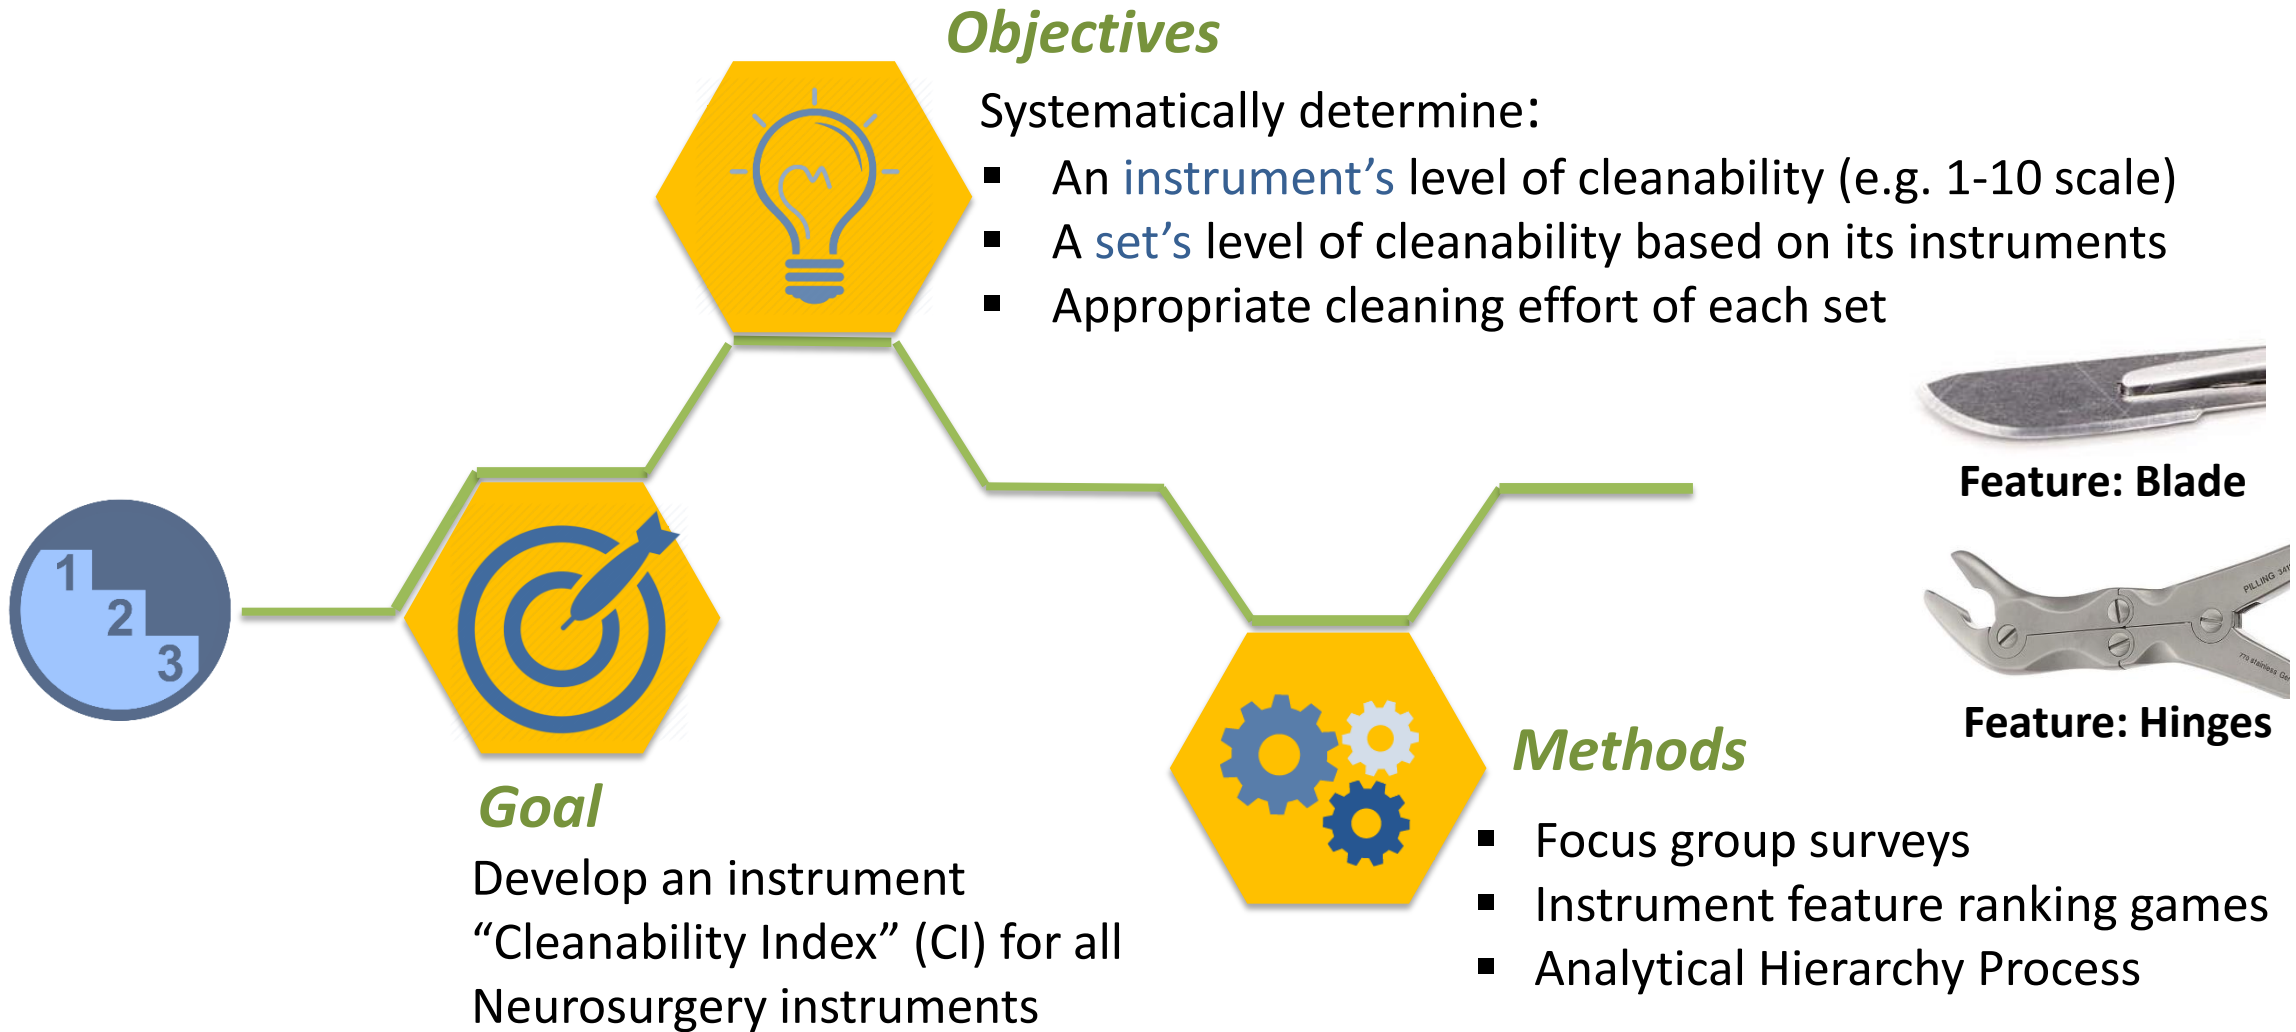 Objectives
Systematically determine:
▪ An instrument’s level of cleanability (e.g. 1-10 scale)
▪ A set’s level of cleanability based on its instruments
▪ Appropriate cleaning effort of each set
Feature: Blade
PILLING
stainless
Feature: Hinges
1
2
3
Goal
Develop an instrument
“Cleanability Index” (CI) for all
Neurosurgery instruments
Methods
▪ Focus group surveys
▪ Instrument feature ranking games
▪ Analytical Hierarchy Process